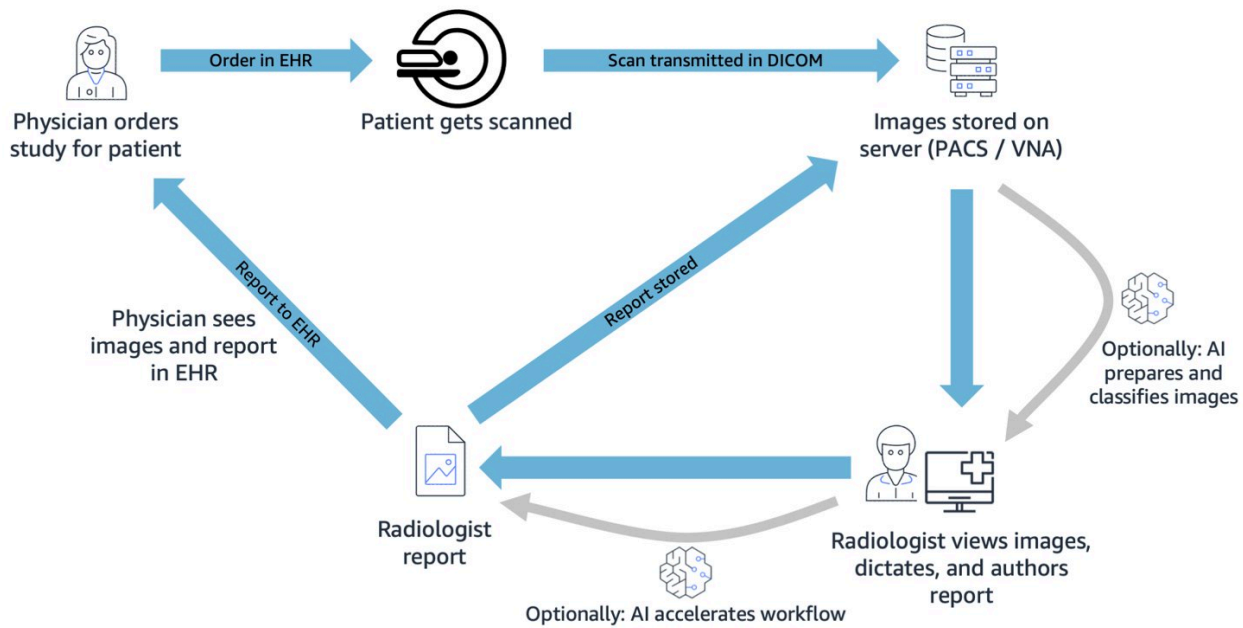 Order in EHR
Scan transmitted in DICOM
Physician orders
study for patient
Patient gets scanned
Images stored on
server (PACS / VNA)
Report to EHR
Report stored
Physician sees
images and report
in EHR
Optionally: AI
prepares and
classifies images
Radiologist
report
Radiologist views images,
dictates, and authors
report
Optionally: AI accelerates workflow